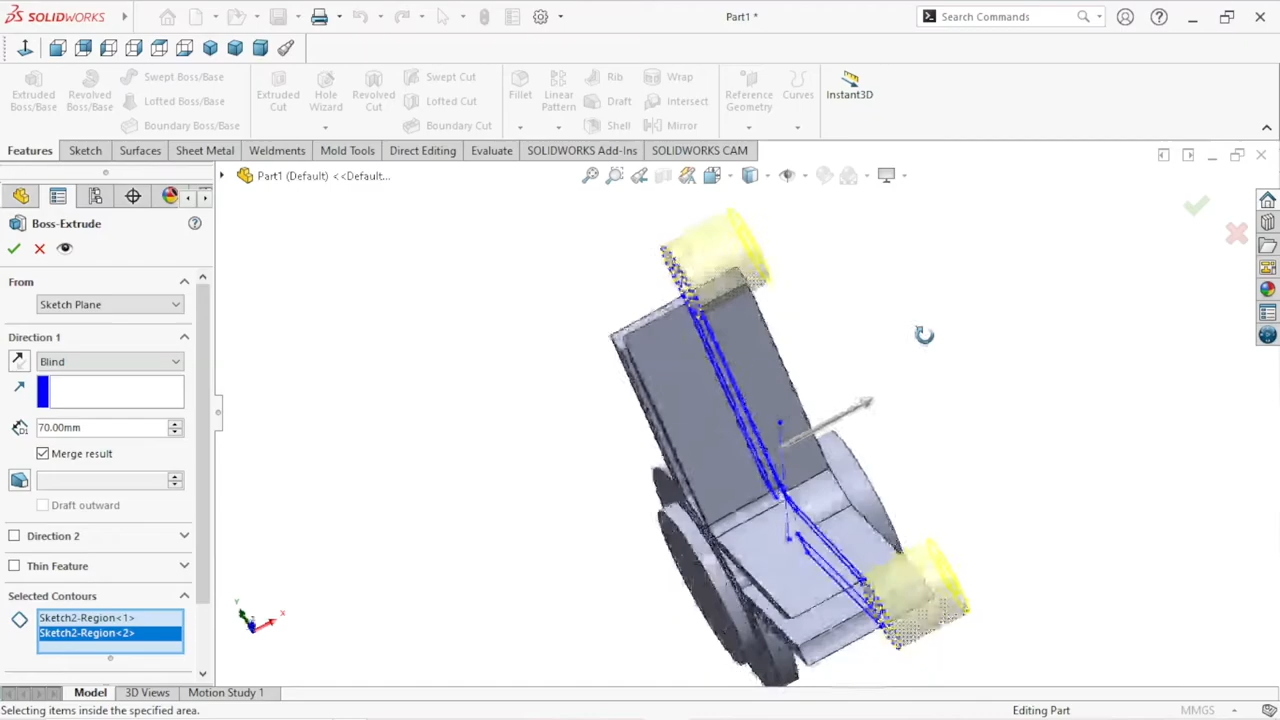 SOLIDWORKS
Part1 *
Search Commands
Extruded Boss/Base
Revolved Boss/Base
Swept Boss/Base
Lofted Boss/Base
Boundary Boss/Base
Extruded Cut
Hole Wizard
Revolved Cut
Swept Cut
Lofted Cut
Boundary Cut
Fillet
Linear Pattern
Rib
Draft
Shell
Wrap
Intersect
Mirror
Reference Geometry
Curves
Instant3D
Features
Sketch
Surfaces
Sheet Metal
Weldments
Mold Tools
Direct Editing
Evaluate
SOLIDWORKS Add-Ins
SOLIDWORKS CAM
Part1 (Default) <<Default...
Boss-Extrude
From
Sketch Plane
Direction 1
Blind
70.00mm
Merge result
Draft outward
Direction 2
Thin Feature
Selected Contours
Sketch2-Region<1>
Sketch2-Region<2>
Y
X
Model
3D Views
Motion Study 1
Selecting items inside the specified area.
Editing Part
MMGS